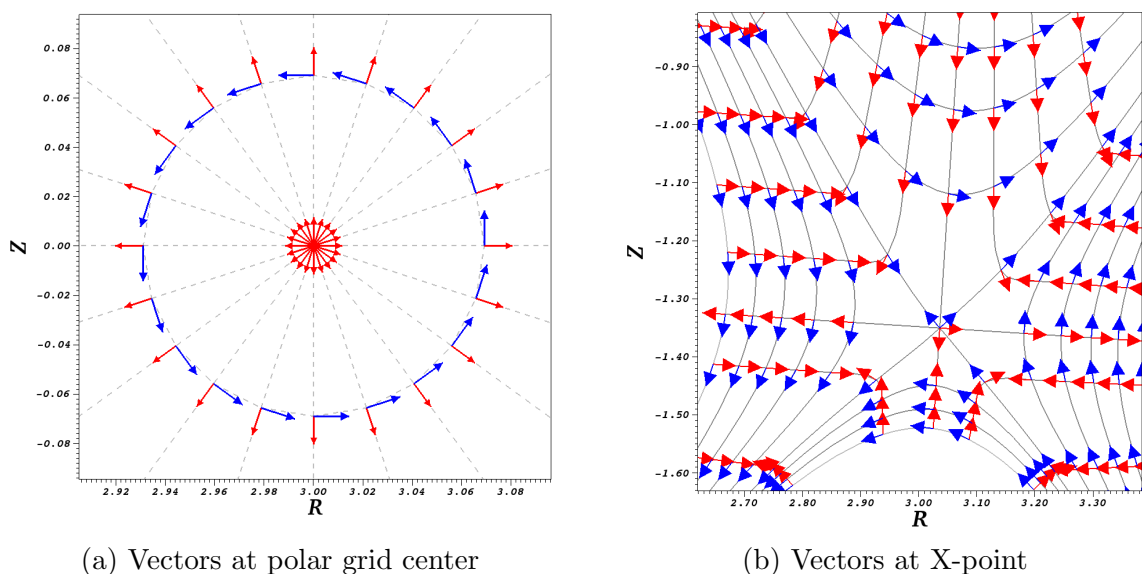 0.08
0.06
0.04
0.02
0.00
-0.02
-0.04
-0.06
-0.08
Z
2.92 2.94 2.96 2.98 3.00 3.02 3.04 3.06 3.08
R
-0.90
-1.00
-1.10
-1.20
-1.30
-1.40
-1.50
-1.60
Z
2.70 2.80 2.90 3.00 3.10 3.20 3.30
R
(a) Vectors at polar grid center
(b) Vectors at X-point